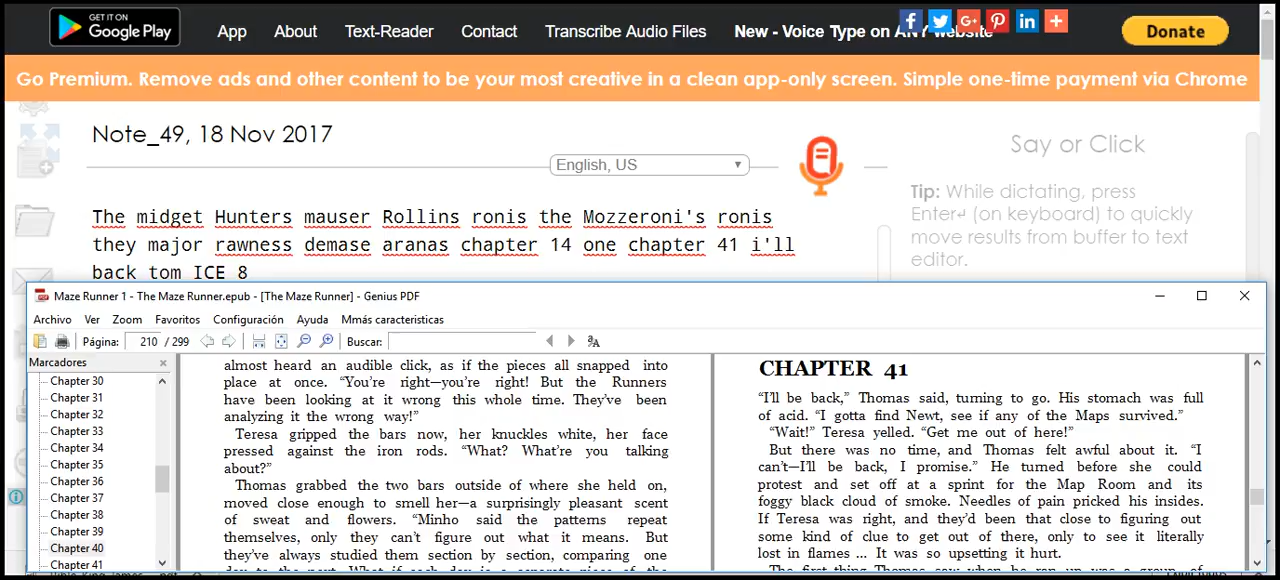 GET IT ON
Google Play
App
About
Text-Reader
Contact
Transcribe Audio Files
New - Voice Type on ANY website
Donate
Go Premium. Remove ads and other content to be your most creative in a clean app-only screen. Simple one-time payment via Chrome
Note_49, 18 Nov 2017
English, US
The midget Hunters mauser Rollins ronis the Mozzeroni's ronis
they major rawness demase aranas chapter 14 one chapter 41 i'll
back tom ICE 8
Say or Click
Tip: While dictating, press
Enter↵ (on keyboard) to quickly
move results from buffer to text
editor.
Maze Runner 1 - The Maze Runner.epub - [The Maze Runner] - Genius PDF
Archivo Ver Zoom Favoritos Configuración Ayuda Mmás caracteristicas
Página: 210 / 299 Buscar:
Marcadores
Chapter 30
Chapter 31
Chapter 32
Chapter 33
Chapter 34
Chapter 35
Chapter 36
Chapter 37
Chapter 38
Chapter 39
Chapter 40
Chapter 41
almost heard an audible click, as if the pieces all snapped into
place at once. “You’re right—you’re right! But the Runners
have been looking at it wrong this whole time. They’ve been
analyzing it the wrong way!”
Teresa gripped the bars now, her knuckles white, her face
pressed against the iron rods. “What? What’re you talking
about?”
Thomas grabbed the two bars outside of where she held on,
moved close enough to smell her—a surprisingly pleasant scent
of sweat and flowers. “Minho said the patterns repeat
themselves, only they can’t figure out what it means. But
they’ve always studied them section by section, comparing one
CHAPTER 41
“I’ll be back,” Thomas said, turning to go. His stomach was full
of acid. “I gotta find Newt, see if any of the Maps survived.”
“Wait!” Teresa yelled. “Get me out of here!”
But there was no time, and Thomas felt awful about it. “I
can’t—I’ll be back, I promise.” He turned before she could
protest and set off at a sprint for the Map Room and its
foggy black cloud of smoke. Needles of pain pricked his insides.
If Teresa was right, and they’d been that close to figuring out
some kind of clue to get out of there, only to see it literally
lost in flames ... It was so upsetting it hurt.
The first thing Thomas saw when he ran up was a group of